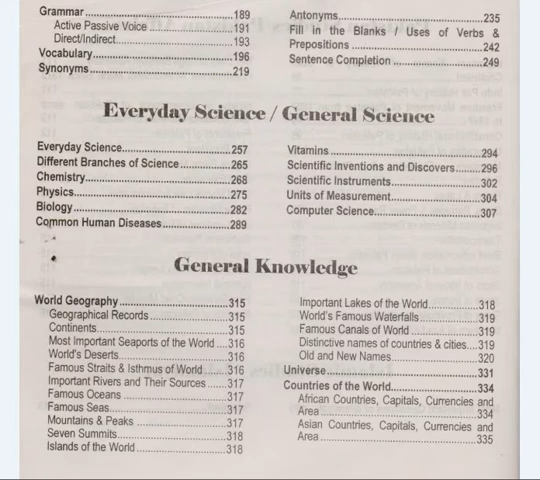 Grammar 189
Active Passive Voice 191
Direct/Indirect 193
Vocabulary 196
Synonyms 219
Antonyms 235
Fill in the Blanks / Uses of Verbs &
Prepositions 242
Sentence Completion 249
Everyday Science / General Science
Everyday Science 257
Different Branches of Science 265
Chemistry 268
Physics 275
Biology 282
Common Human Diseases 289
Vitamins 294
Scientific Inventions and Discovers 296
Scientific Instruments 302
Units of Measurement 304
Computer Science 307
General Knowledge
World Geography 315
Geographical Records 315
Continents 315
Most Important Seaports of the World 316
World's Deserts 316
Famous Straits & Isthmus of World 316
Important Rivers and Their Sources 317
Famous Oceans 317
Famous Seas 317
Mountains & Peaks 317
Seven Summits 318
Islands of the World 318
Important Lakes of the World 318
World's Famous Waterfalls 319
Famous Canals of World 319
Distinctive names of countries & cities 319
Old and New Names 320
Universe 331
Countries of the World 334
African Countries, Capitals, Currencies and
Area 334
Asian Countries, Capitals, Currencies and
Area 335